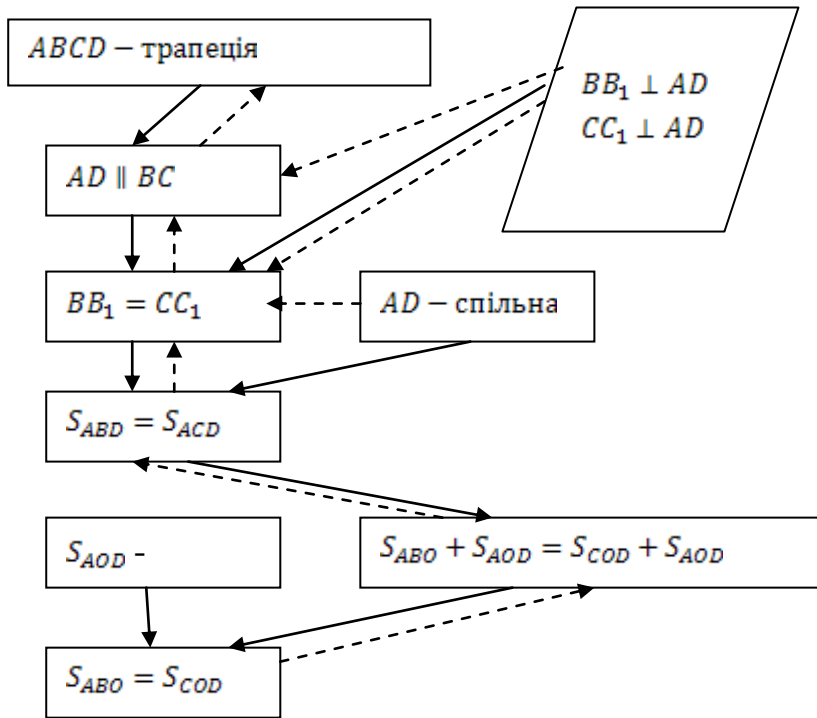 ABCD − трапеція
BB₁ ⊥ AD
CC₁ ⊥ AD
AD ∥ BC
BB₁ = CC₁
AD − спільна
S_ABD = S_ACD
S_AOD -
S_ABO + S_AOD = S_COD + S_AOD
S_ABO = S_COD